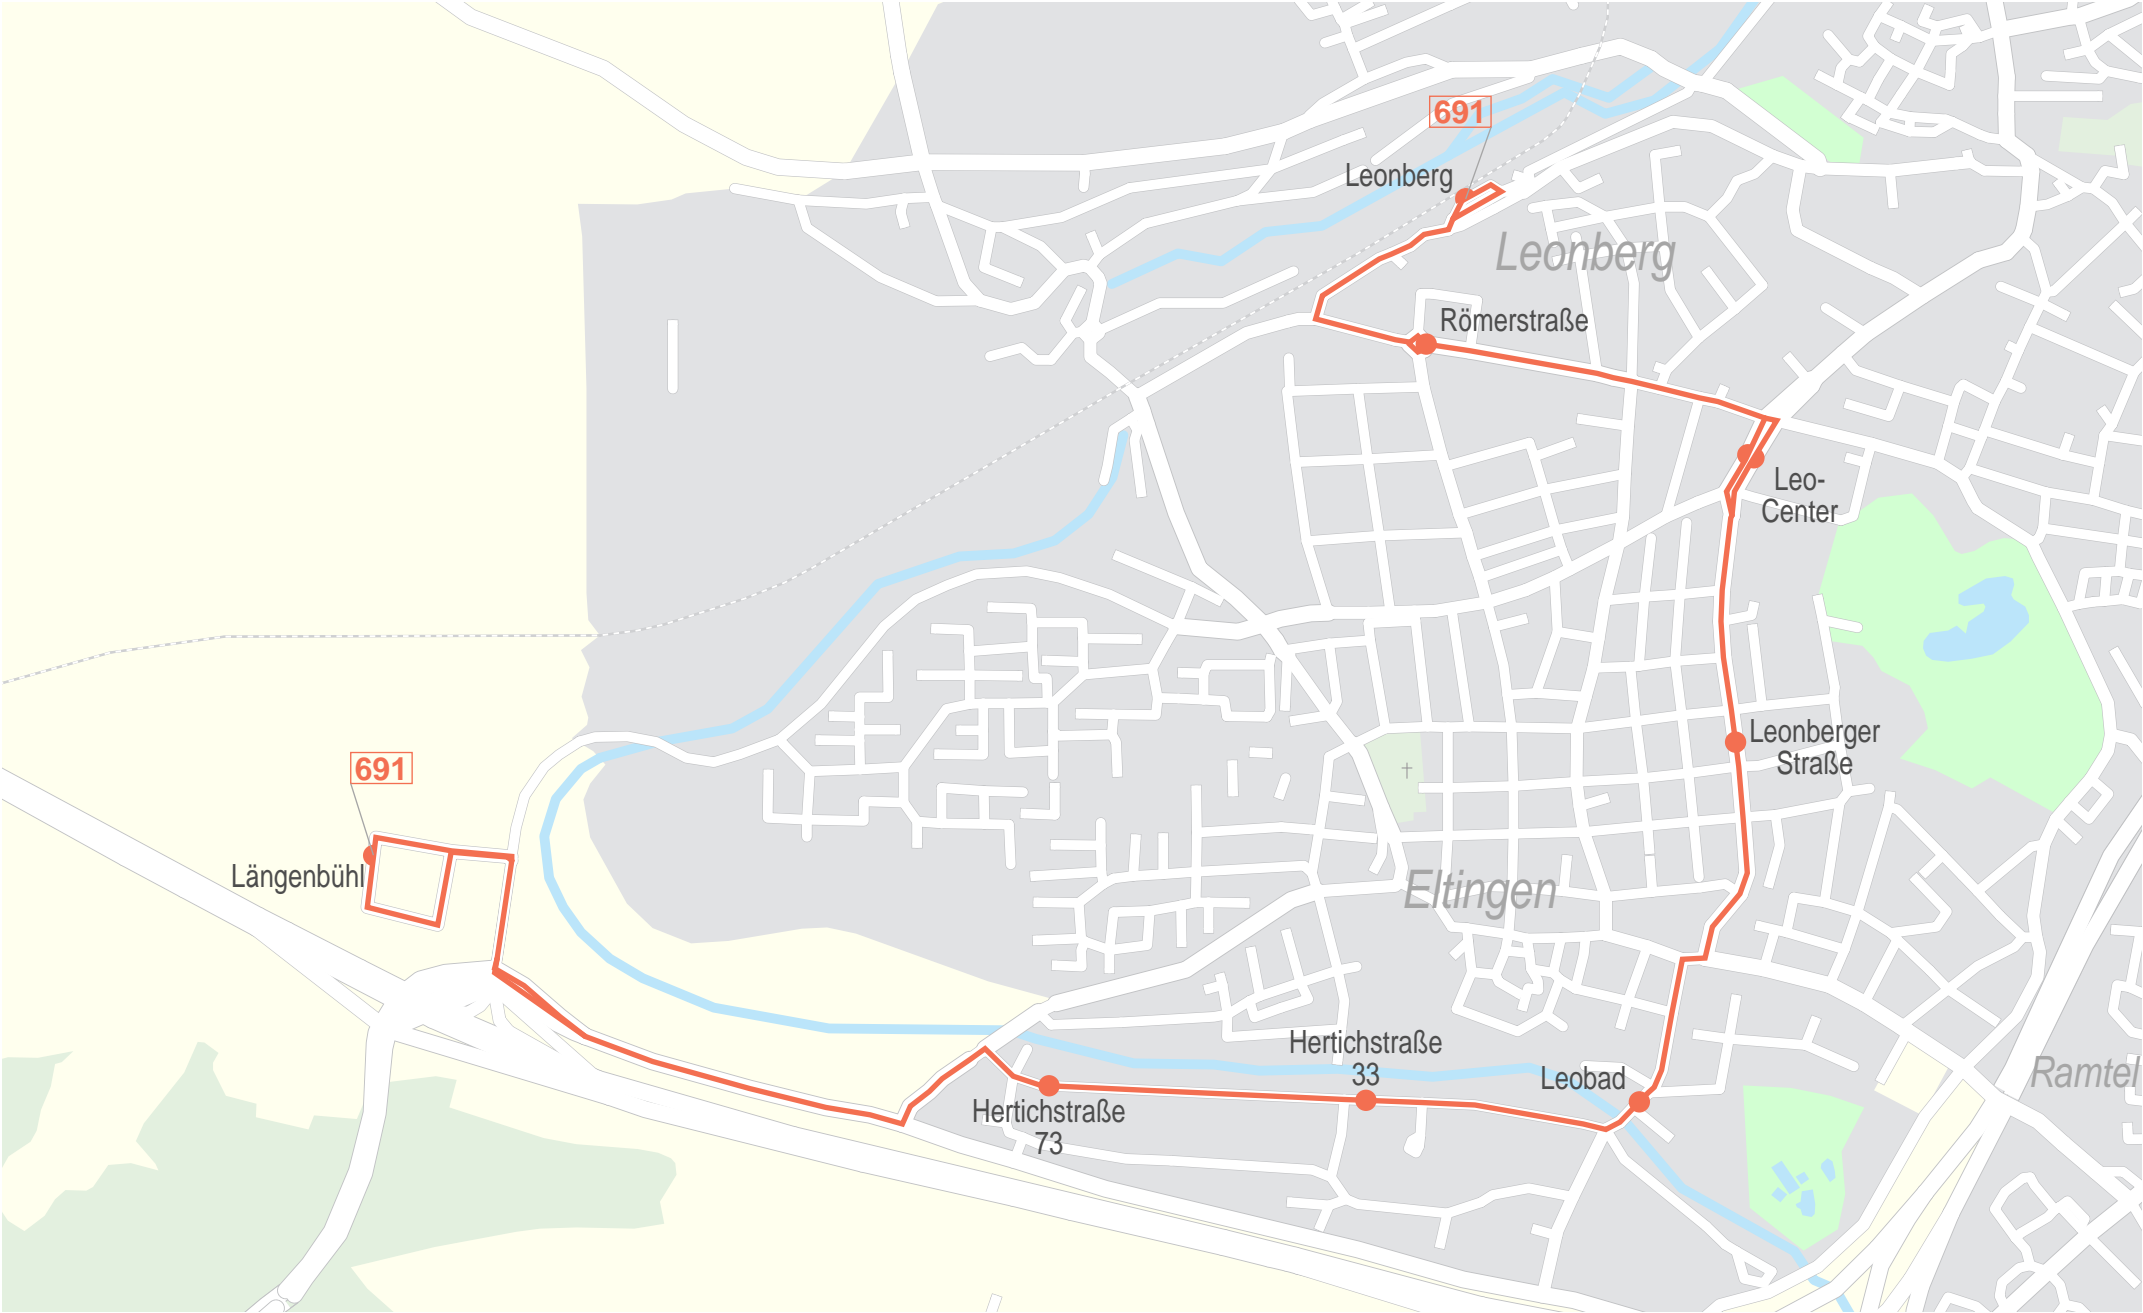 691
Leonberg
Leonberg
Römerstraße
Leo-
Center
Leonberger
Straße
691
Längenbühl
Eltingen
Hertichstraße
33
Leobad
Ramtel
Hertichstraße
73